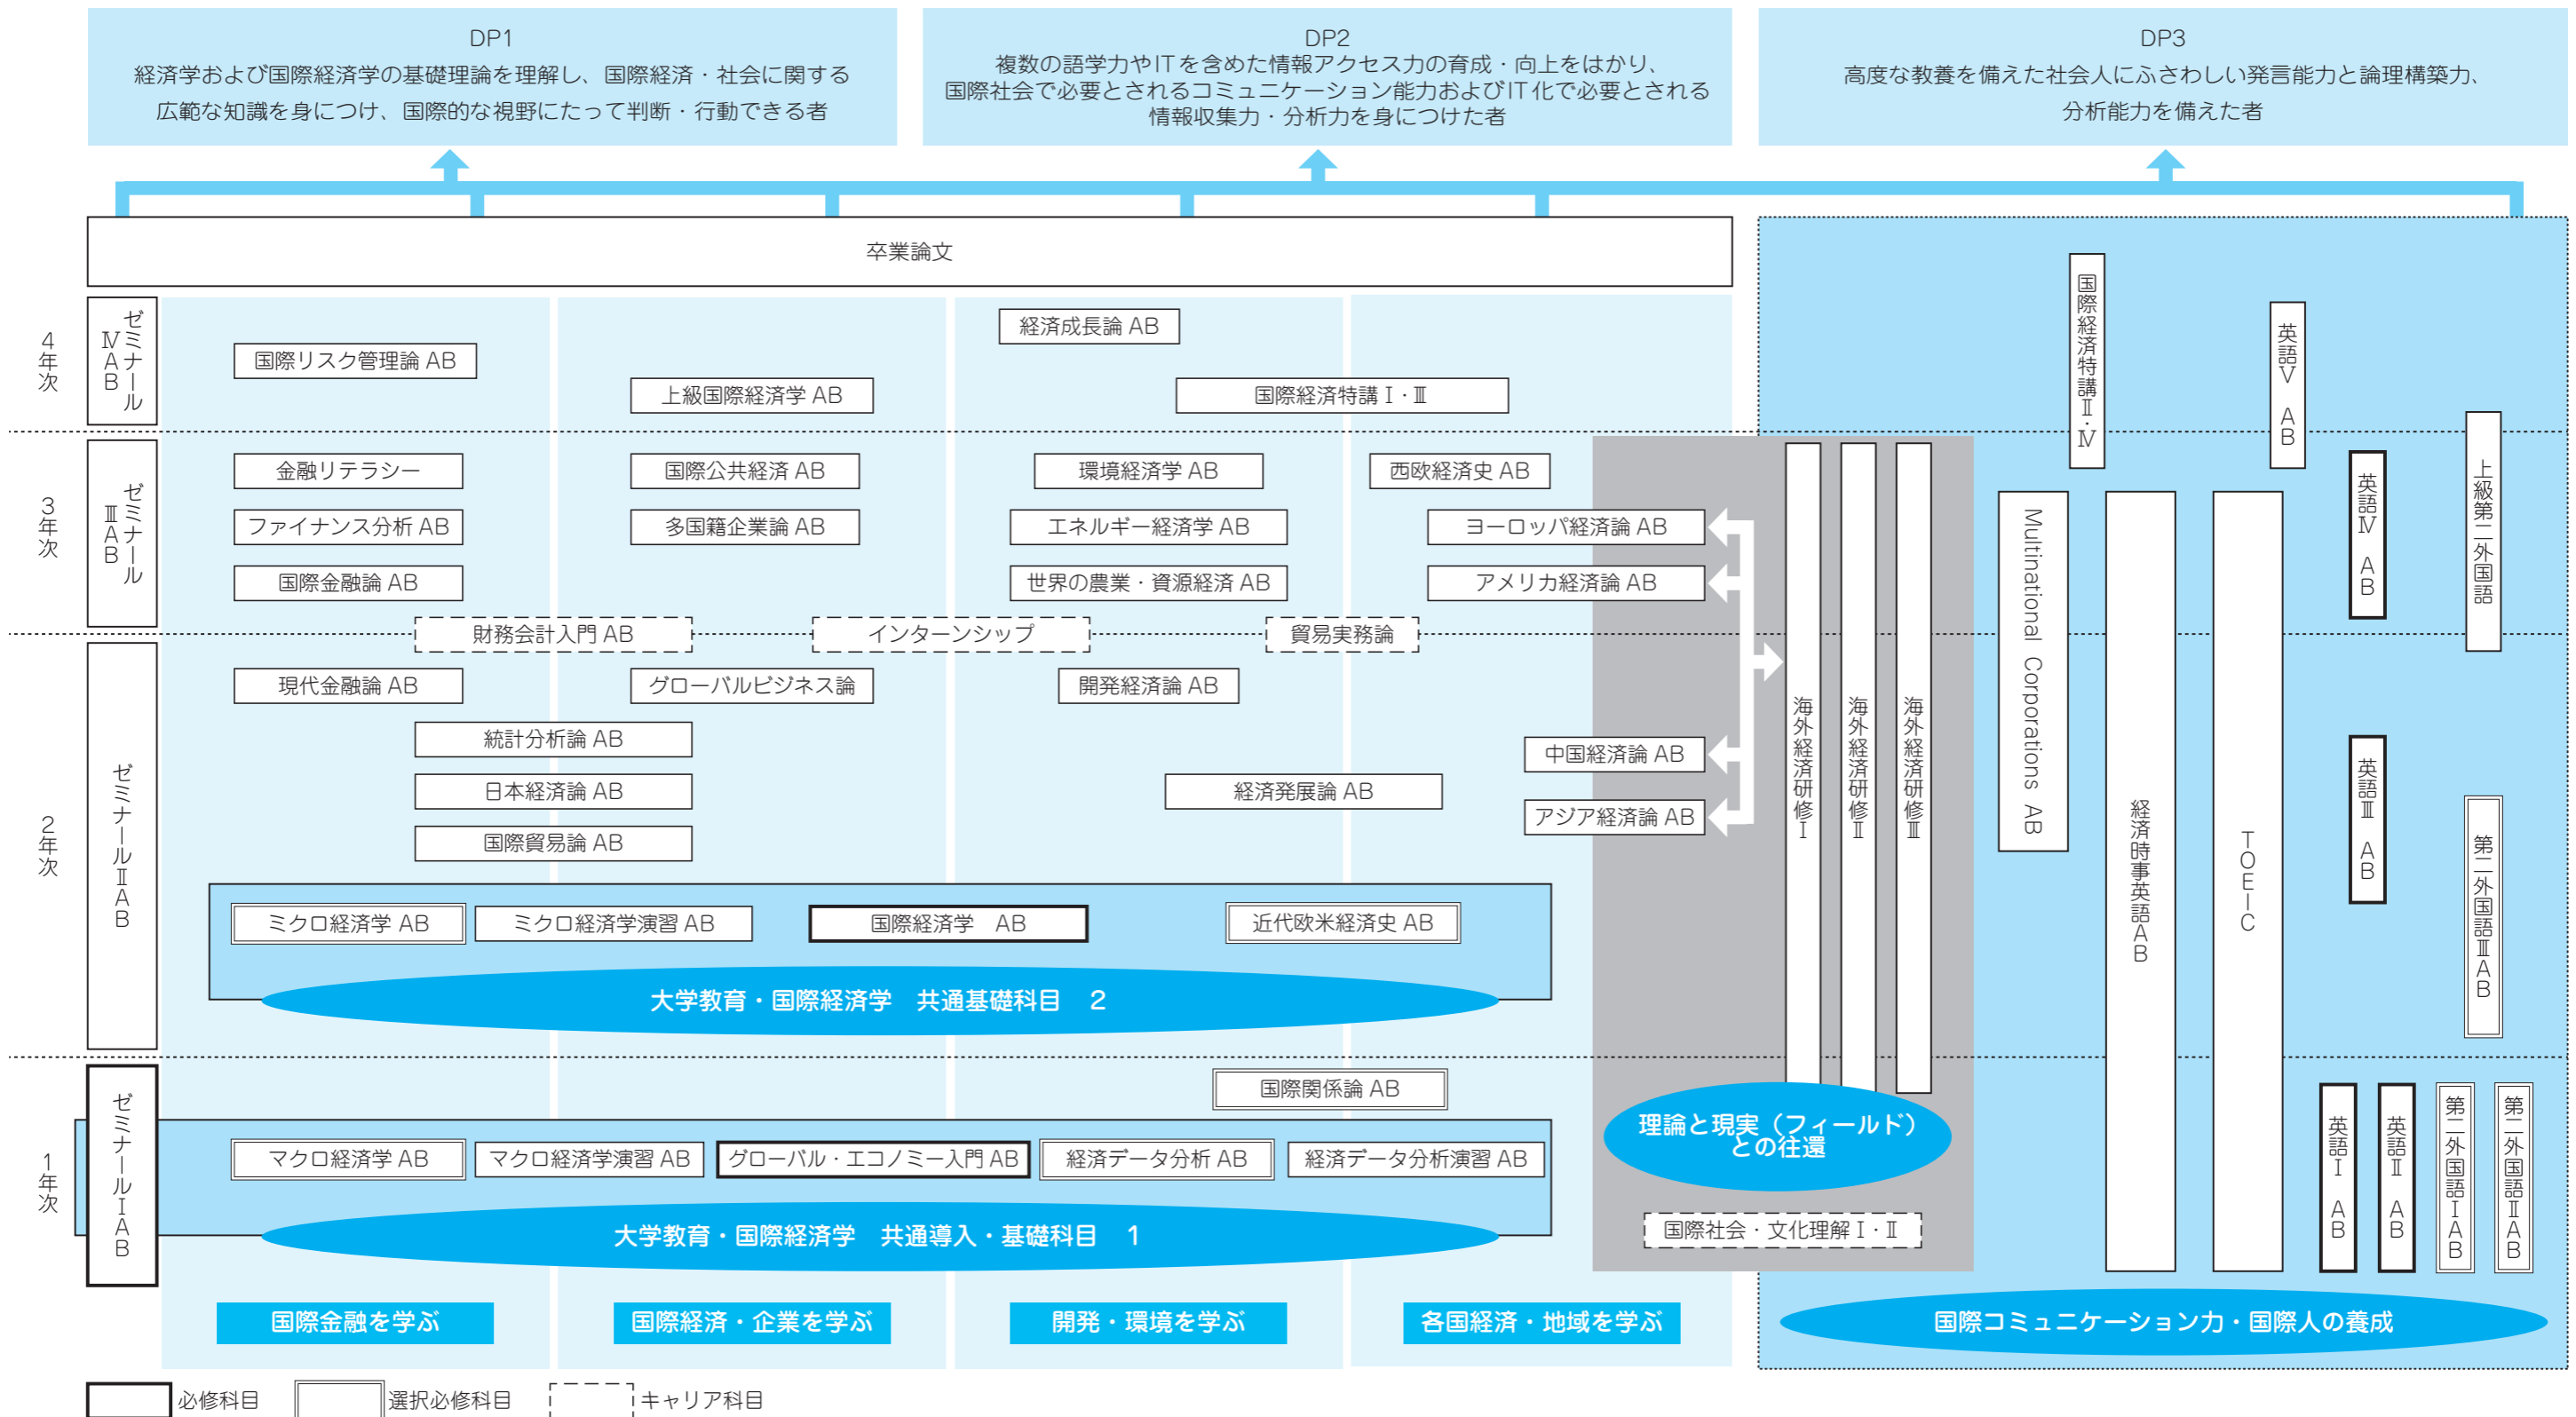 DP1
経済学および国際経済学の基礎理論を理解し、国際経済・社会に関する
広範な知識を身につけ、国際的な視野にたって判断・行動できる者
DP2
複数の語学力やITを含めた情報アクセス力の育成・向上をはかり、
国際社会で必要とされるコミュニケーション能力およびIT化で必要とされる
情報収集力・分析力を身につけた者
DP3
高度な教養を備えた社会人にふさわしい発言能力と論理構築力、
分析能力を備えた者
卒業論文
4年次
ゼミナール
ⅣAB
経済成長論 AB
国際リスク管理論 AB
上級国際経済学 AB
国際経済特講Ⅰ・Ⅲ
3年次
ゼミナール
ⅢAB
金融リテラシー
国際公共経済 AB
環境経済学 AB
西欧経済史 AB
ファイナンス分析 AB
多国籍企業論 AB
エネルギー経済学 AB
ヨーロッパ経済論 AB
国際金融論 AB
世界の農業・資源経済 AB
アメリカ経済論 AB
財務会計入門 AB
インターンシップ
貿易実務論
2年次
ゼミナールⅡAB
現代金融論 AB
グローバルビジネス論
開発経済論 AB
統計分析論 AB
中国経済論 AB
日本経済論 AB
経済発展論 AB
アジア経済論 AB
国際貿易論 AB
ミクロ経済学 AB
ミクロ経済学演習 AB
国際経済学　AB
近代欧米経済史 AB
大学教育・国際経済学　共通基礎科目　2
1年次
ゼミナールⅠAB
国際関係論 AB
マクロ経済学 AB
マクロ経済学演習 AB
グローバル・エコノミー入門 AB
経済データ分析 AB
経済データ分析演習 AB
大学教育・国際経済学　共通導入・基礎科目　1
海外経済研修Ⅰ
海外経済研修Ⅱ
海外経済研修Ⅲ
理論と現実（フィールド）
との往還
国際社会・文化理解Ⅰ・Ⅱ
国際経済特講Ⅱ・Ⅳ
英語Ⅴ　AB
英語Ⅳ　AB
上級第二外国語
Multinational Corporations AB
経済時事英語AB
TOEIC
英語Ⅲ　AB
第二外国語ⅢAB
英語Ⅰ　AB
英語Ⅱ　AB
第二外国語ⅠAB
第二外国語ⅡAB
国際金融を学ぶ
国際経済・企業を学ぶ
開発・環境を学ぶ
各国経済・地域を学ぶ
国際コミュニケーション力・国際人の養成
必修科目
選択必修科目
キャリア科目